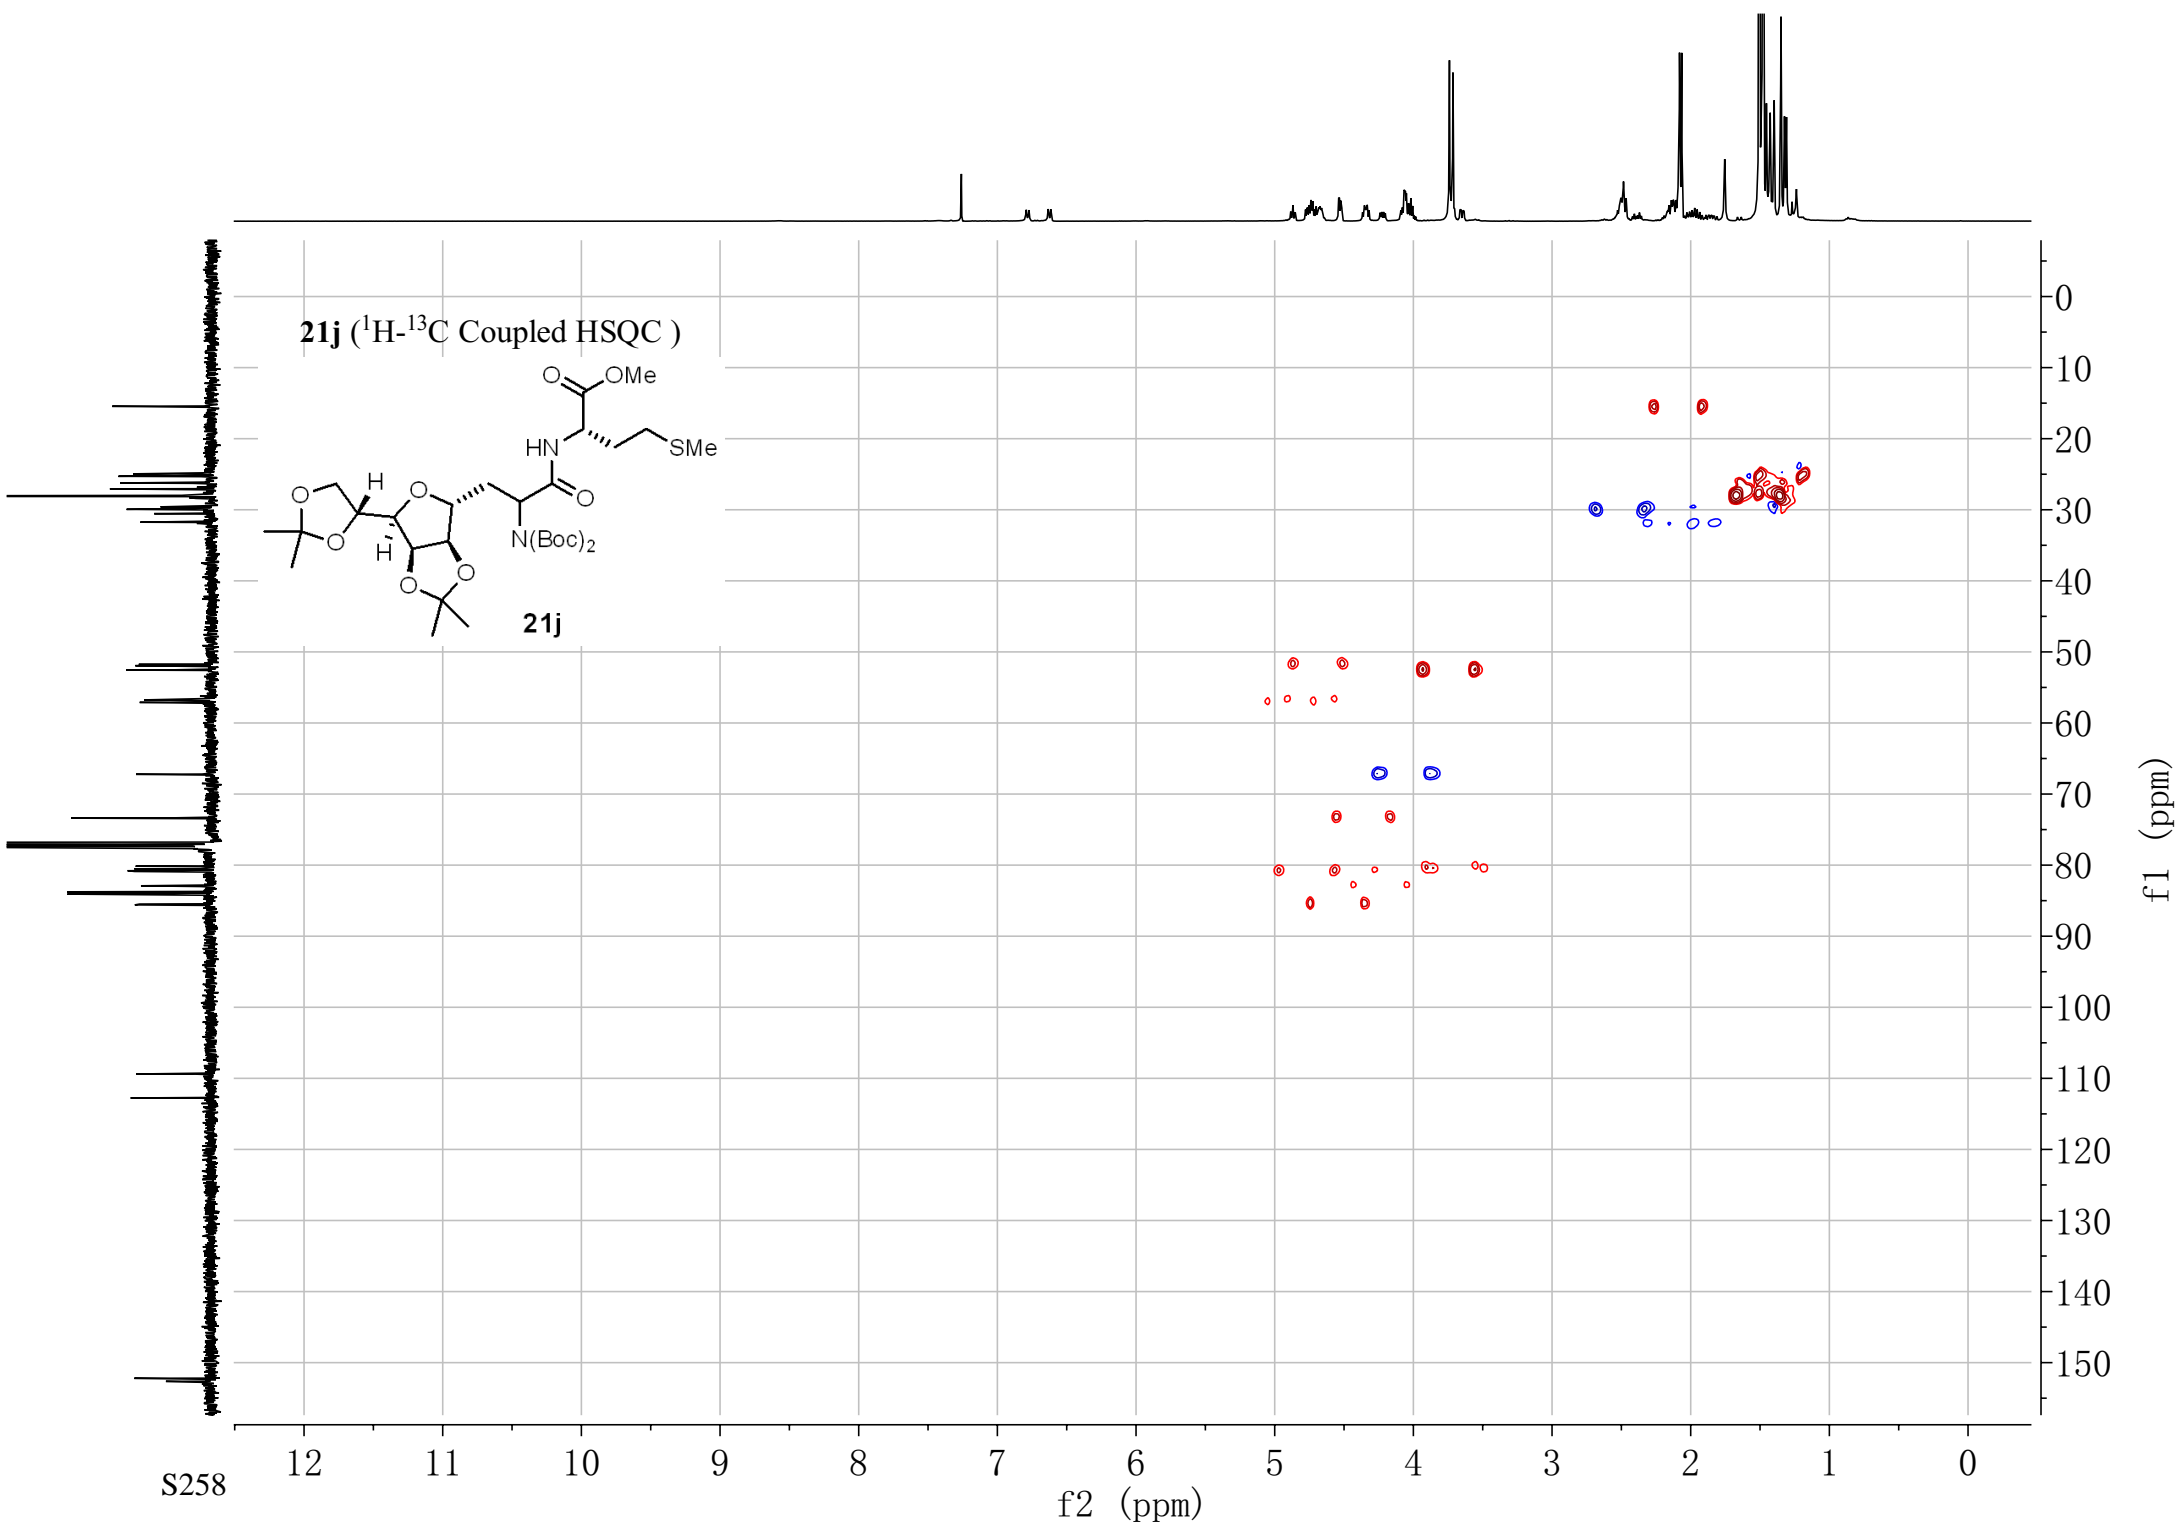 21j (¹H-¹³C Coupled HSQC )
O
OMe
HN
SMe
H
O
O
O
O
H
N(Boc)₂
O
O
21j
0
10
20
30
40
50
60
70
80
90
100
110
120
130
140
150
f1 (ppm)
12 11 10 9 8 7 6 5 4 3 2 1 0
f2 (ppm)
S258